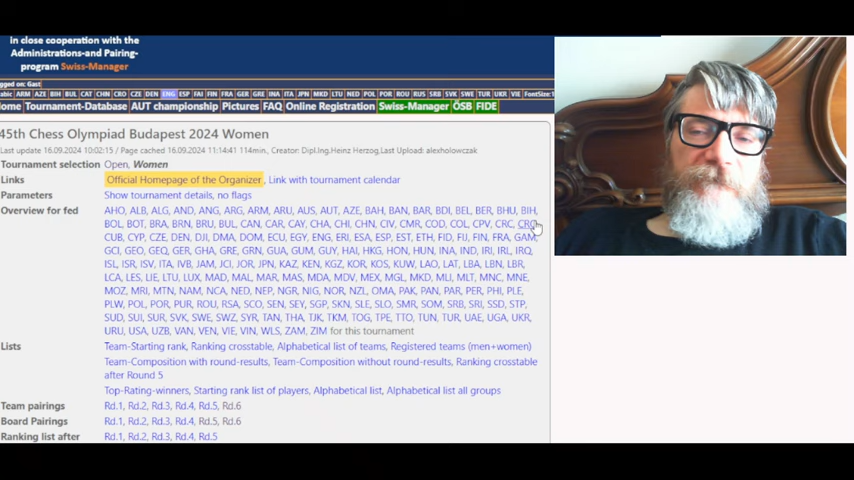 in close cooperation with the
Administrations-and Pairing-
program Swiss-Manager
gged on: Gast
abic ARM AZE BIH BUL CAT CHN CRO CZE DEN ENG ESP FAI FIN FRA GER GRE INA ITA JPN MKD LTU NED POL POR ROU RUS SRB SVK SWE TUR UKR VIE FontSize:1
ome Tournament-Database AUT championship Pictures FAQ Online Registration Swiss-Manager ÖSB FIDE
45th Chess Olympiad Budapest 2024 Women
Last update 16.09.2024 10:02:15 / Page cached 16.09.2024 11:14:41 114min., Creator: Dipl.Ing.Heinz Herzog,Last Upload: alexholowczak
Tournament selection Open, Women
Links Official Homepage of the Organizer, Link with tournament calendar
Parameters Show tournament details, no flags
Overview for fed AHO, ALB, ALG, AND, ANG, ARG, ARM, ARU, AUS, AUT, AZE, BAH, BAN, BAR, BDI, BEL, BER, BHU, BIH,
BOL, BOT, BRA, BRN, BRU, BUL, CAN, CAR, CAY, CHA, CHI, CHN, CIV, CMR, COD, COL, CPV, CRC, CRO,
CUB, CYP, CZE, DEN, DJI, DMA, DOM, ECU, EGY, ENG, ERI, ESA, ESP, EST, ETH, FID, FIJ, FIN, FRA, GAM,
GCI, GEO, GEQ, GER, GHA, GRE, GRN, GUA, GUM, GUY, HAI, HKG, HON, HUN, INA, IND, IRI, IRL, IRQ,
ISL, ISR, ISV, ITA, IVB, JAM, JCI, JOR, JPN, KAZ, KEN, KGZ, KOR, KOS, KUW, LAO, LAT, LBA, LBN, LBR,
LCA, LES, LIE, LTU, LUX, MAD, MAL, MAR, MAS, MDA, MDV, MEX, MGL, MKD, MLI, MLT, MNC, MNE,
MOZ, MRI, MTN, NAM, NCA, NED, NEP, NGR, NIG, NOR, NZL, OMA, PAK, PAN, PAR, PER, PHI, PLE,
PLW, POL, POR, PUR, ROU, RSA, SCO, SEN, SEY, SGP, SKN, SLE, SLO, SMR, SOM, SRB, SRI, SSD, STP,
SUD, SUI, SUR, SVK, SWE, SWZ, SYR, TAN, THA, TJK, TKM, TOG, TPE, TTO, TUN, TUR, UAE, UGA, UKR,
URU, USA, UZB, VAN, VEN, VIE, VIN, WLS, ZAM, ZIM for this tournament
Lists Team-Starting rank, Ranking crosstable, Alphabetical list of teams, Registered teams (men+women)
Team-Composition with round-results, Team-Composition without round-results, Ranking crosstable
after Round 5
Top-Rating-winners, Starting rank list of players, Alphabetical list, Alphabetical list all groups
Team pairings Rd.1, Rd.2, Rd.3, Rd.4, Rd.5, Rd.6
Board Pairings Rd.1, Rd.2, Rd.3, Rd.4, Rd.5, Rd.6
Ranking list after Rd.1, Rd.2, Rd.3, Rd.4, Rd.5